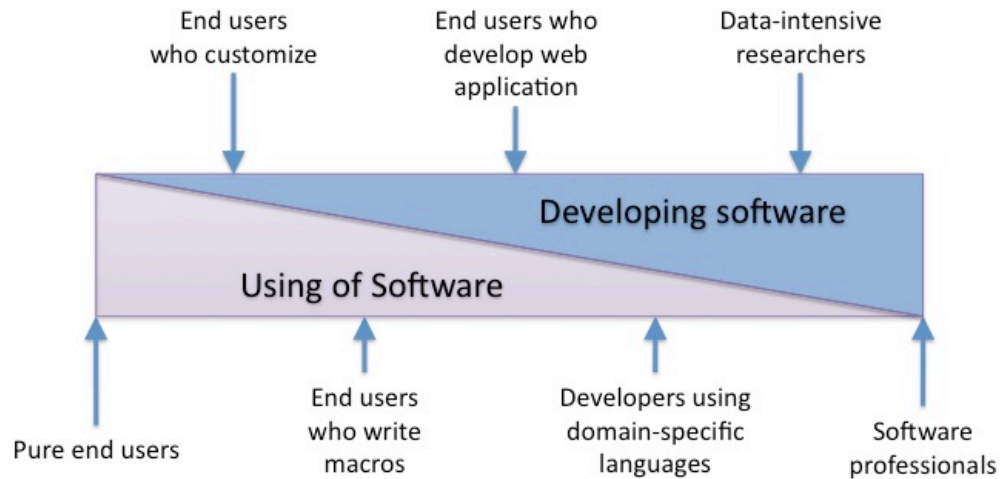 End users
who customize
End users who
develop web
application
Data-intensive
researchers
Developing software
Using of Software
Pure end users
End users
who write
macros
Developers using
domain-specific
languages
Software
professionals